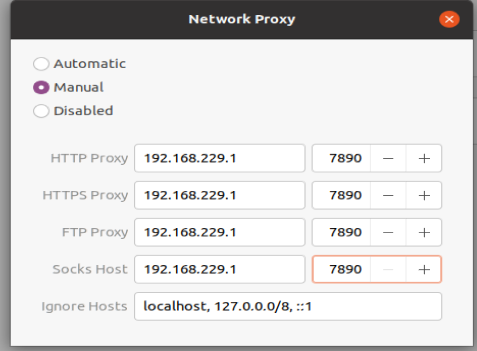 Network Proxy
Automatic
Manual
Disabled
HTTP Proxy 192.168.229.1 7890 − +
HTTPS Proxy 192.168.229.1 7890 − +
FTP Proxy 192.168.229.1 7890 − +
Socks Host 192.168.229.1 7890 − +
Ignore Hosts localhost, 127.0.0.0/8, ::1